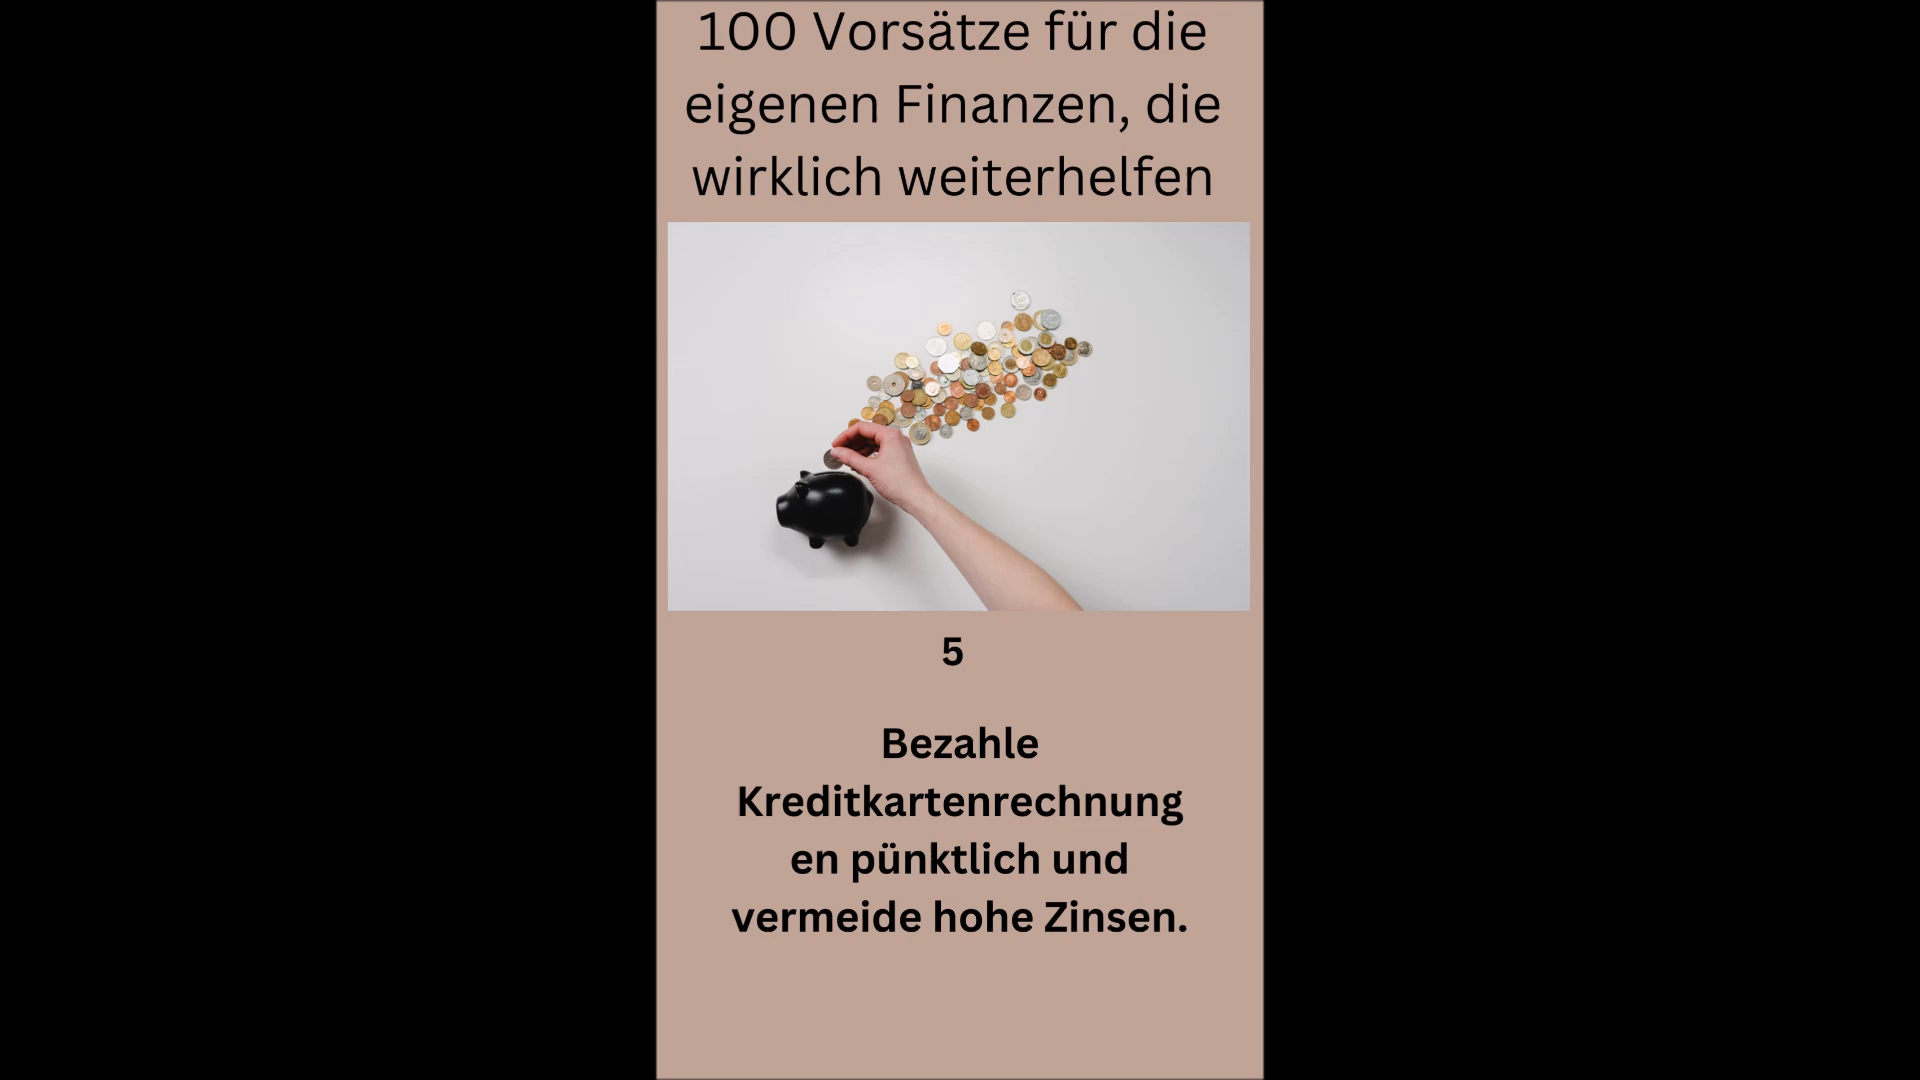 100 Vorsätze für die
eigenen Finanzen, die
wirklich weiterhelfen
5
Bezahle
Kreditkartenrechnung
en pünktlich und
vermeide hohe Zinsen.